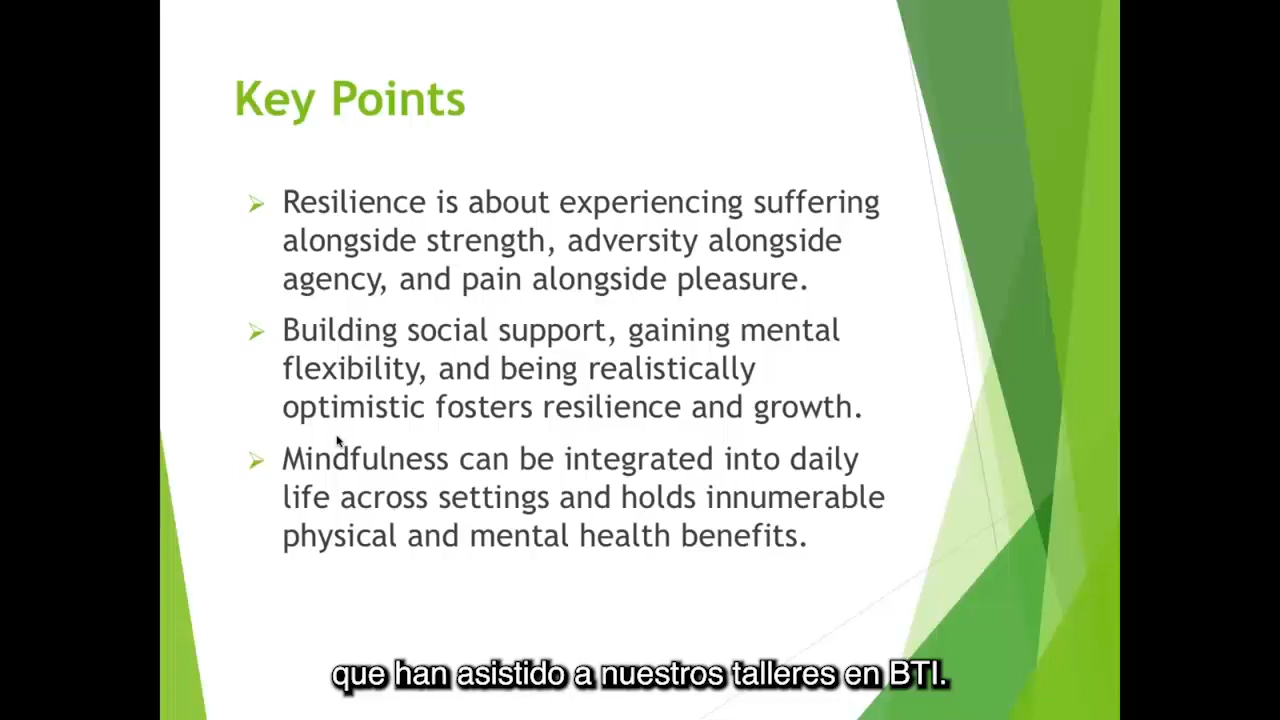 Key Points
Resilience is about experiencing suffering
alongside strength, adversity alongside
agency, and pain alongside pleasure.
Building social support, gaining mental
flexibility, and being realistically
optimistic fosters resilience and growth.
Mindfulness can be integrated into daily
life across settings and holds innumerable
physical and mental health benefits.
que han asistido a nuestros talleres en BTI.